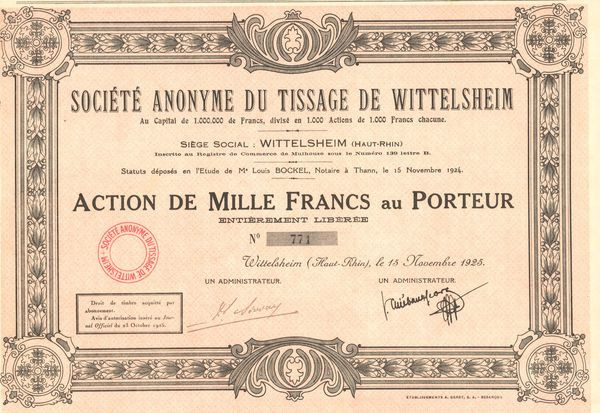 SOCIÉTÉ ANONYME DU TISSAGE DE WITTELSHEIM
Au Capital de 1.000.000 de Francs, divisé en 1.000 Actions de 1.000 Francs chacune.
SIÈGE SOCIAL : WITTELSHEIM (HAUT-RHIN)
Inscrite au Registre de Commerce de Mulhouse sous le Numéro 139 lettre B.
Statuts déposés en l'Etude de Me Louis BOCKEL, Notaire à Thann, le 15 Novembre 1924.
ACTION DE MILLE FRANCS AU PORTEUR
ENTIÈREMENT LIBÉRÉE
No 771
SOCIÉTÉ ANONYME DU TISSAGE DE WITTELSHEIM
Wittelsheim (Haut-Rhin), le 15 Novembre 1925.
UN ADMINISTRATEUR. UN ADMINISTRATEUR.
Droit de timbre acquitté par
abonnement.
Avis d'autorisation inséré au Jour-
nal Officiel du 23 Octobre 1925.
ÉTABLISSEMENTS A. DERET, S. A. - BESANÇON